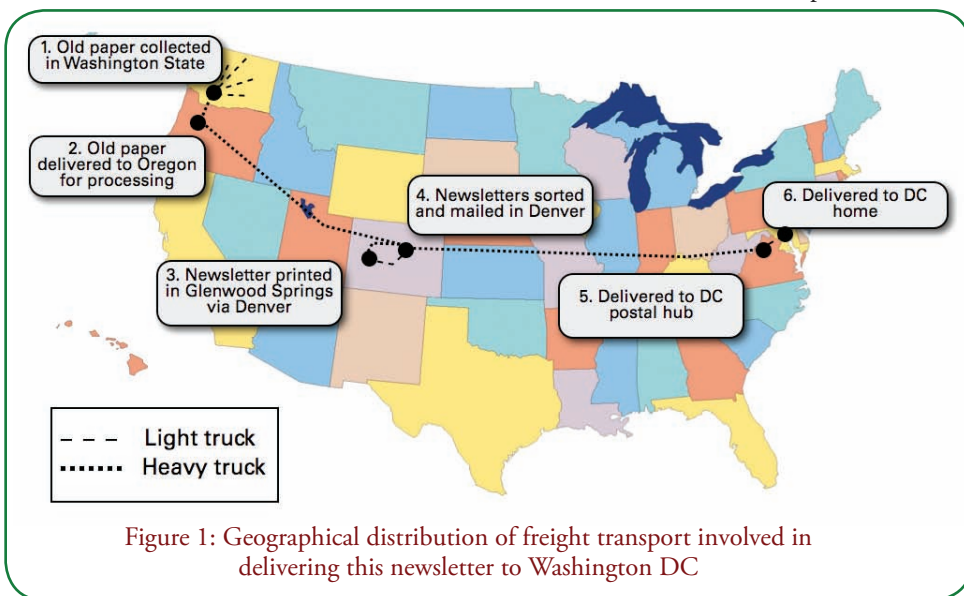 1. Old paper collected
in Washington State
2. Old paper
delivered to Oregon
for processing
4. Newsletters sorted
and mailed in Denver
6. Delivered to DC
home
3. Newsletter printed
in Glenwood Springs
via Denver
5. Delivered to DC
postal hub
Light truck
Heavy truck
Figure 1: Geographical distribution of freight transport involved in
delivering this newsletter to Washington DC